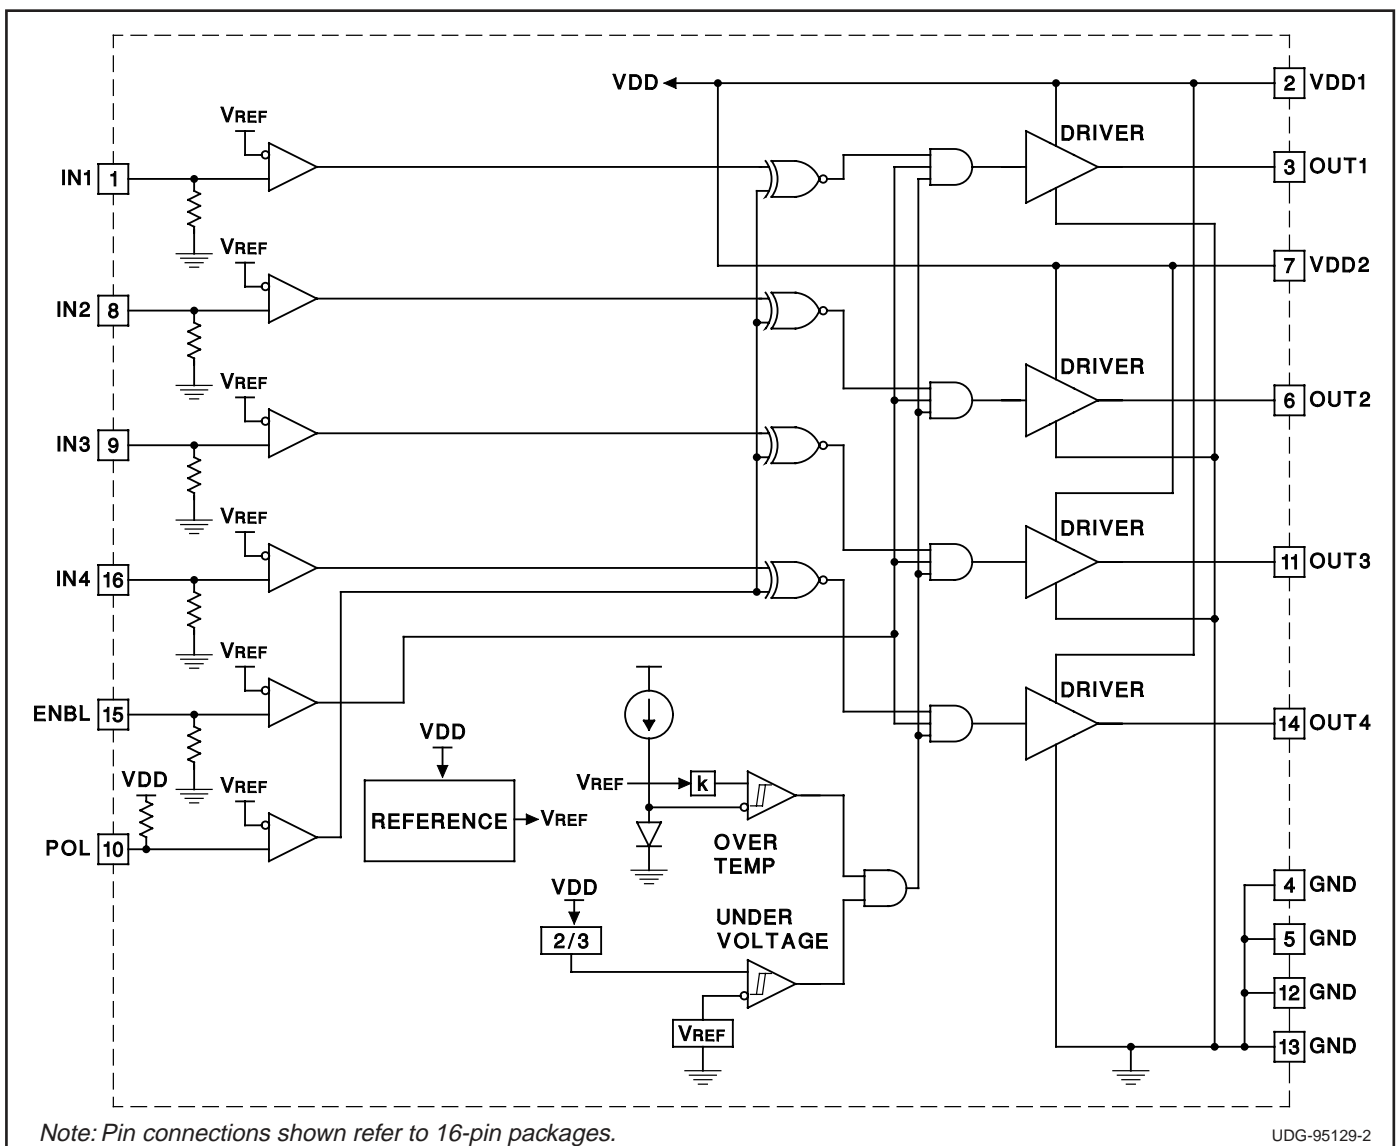 VDD
2 VDD1
VREF
DRIVER
IN1 1
3 OUT1
VREF
7 VDD2
IN2 8
DRIVER
VREF
6 OUT2
IN3 9
VREF
DRIVER
11 OUT3
IN4 16
VREF
DRIVER
ENBL 15
14 OUT4
VDD
VREF
VDD
VREF
k
REFERENCE
VREF
POL 10
OVER
TEMP
VDD
4 GND
UNDER
VOLTAGE
2/3
5 GND
12 GND
VREF
13 GND
Note: Pin connections shown refer to 16-pin packages.
UDG-95129-2